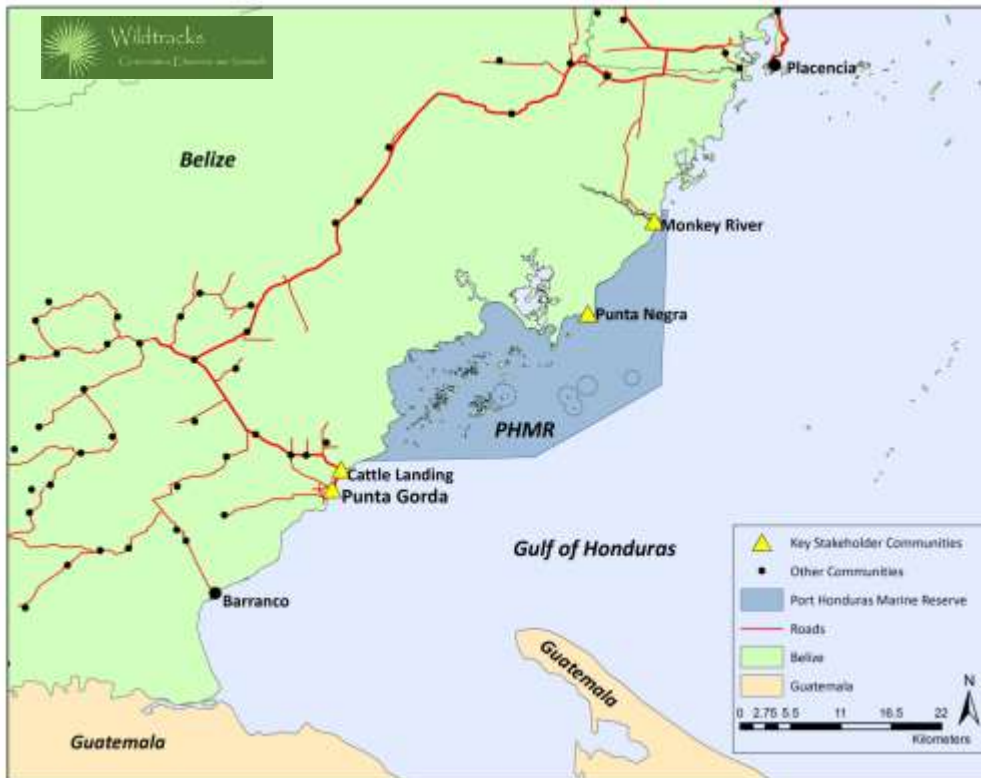 Wildtracks
Placencia
Belize
Monkey River
Punta Negra
PHMR
Cattle Landing
Punta Gorda
Gulf of Honduras
Barranco
Guatemala
Guatemala
Key Stakeholder Communities
Other Communities
Port Honduras Marine Reserve
Roads
Belize
Guatemala
N
0 2.75 5.5 11 16.5 22
Kilometers